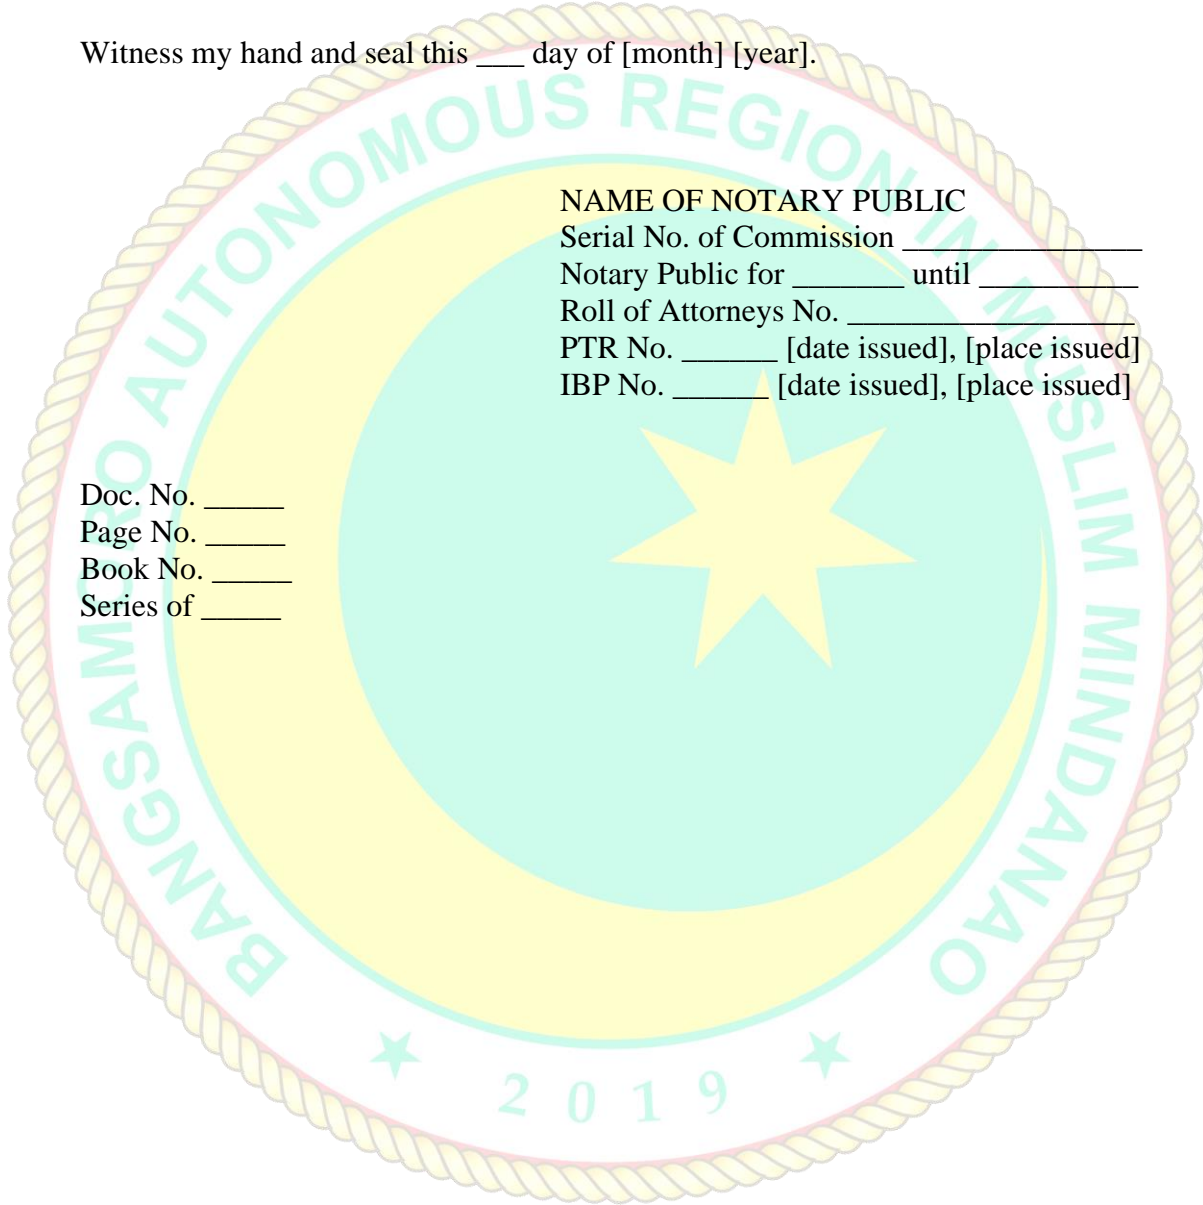 Witness my hand and seal this ___ day of [month] [year].
NAME OF NOTARY PUBLIC
Serial No. of Commission _______________
Notary Public for _______ until __________
Roll of Attorneys No. __________________
PTR No. ______ [date issued], [place issued]
IBP No. ______ [date issued], [place issued]
Doc. No. _____
Page No. _____
Book No. _____
Series of _____
BANGSAMORO AUTONOMOUS REGION IN MUSLIM MINDANAO
2019